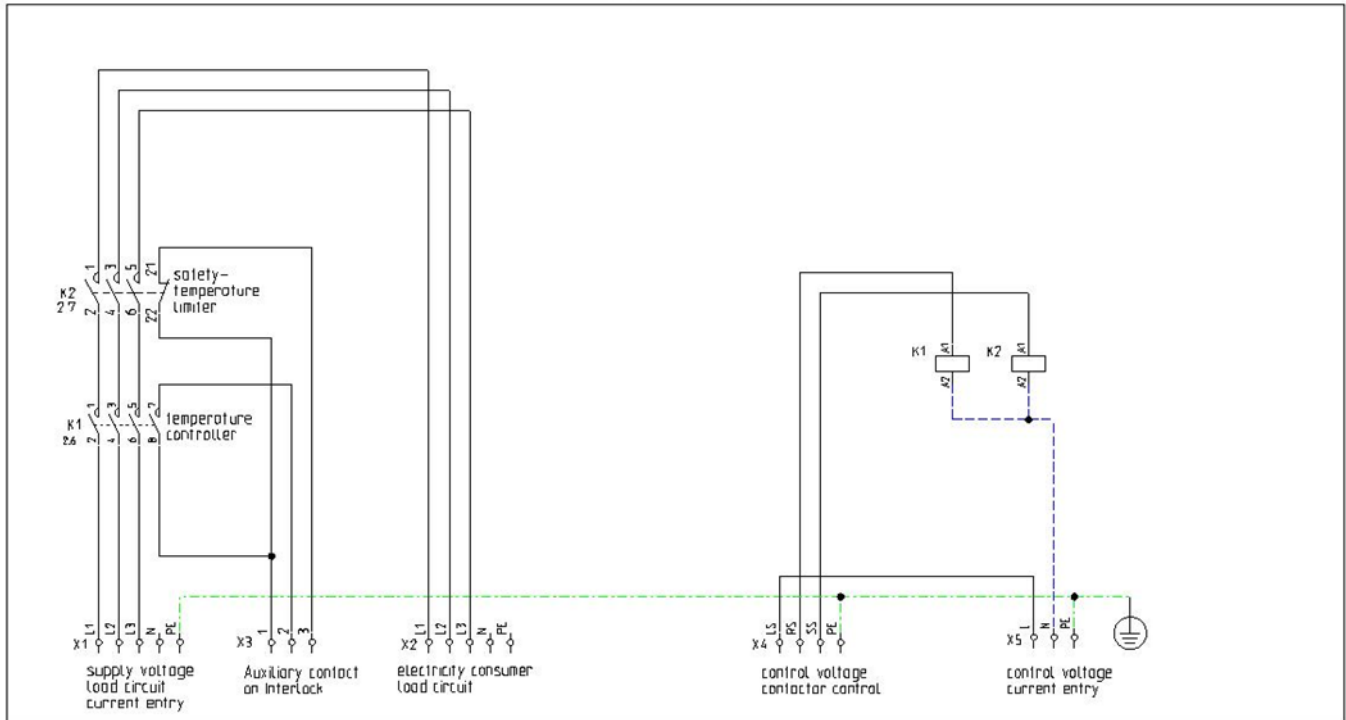 1
3
5
21
safety-
temperature
limiter
K2
2 7
2
4
6
22
1
3
5
7
temperature
controller
K1
2.6
2
4
6
8
K1
A1
A2
K2
A1
A2
X1
L1
L2
L3
N
PE
supply voltage
load circuit
current entry
X3
1
2
3
Auxiliary contact
on Interlock
X2
L1
L2
L3
N
PE
electricity consumer
load circuit
X4
LS
RS
SS
PE
control voltage
contactor control
X5
l
N
PE
control voltage
current entry